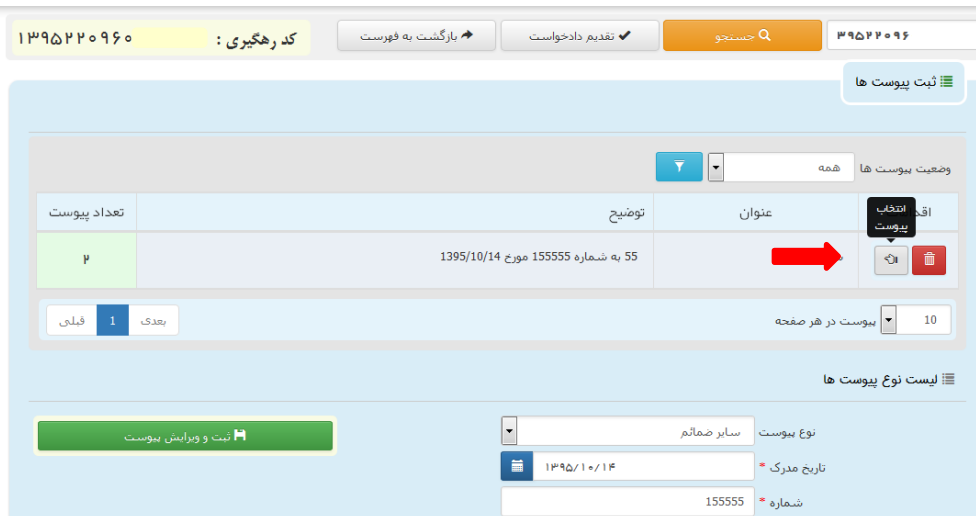 ۳۹۵۲۲۰۹۶ جستجو تقدیم دادخواست بازگشت به فهرست کد رهگیری : ۱۳۹۵۲۲۰۹۶۰
ثبت پیوست ها
وضعیت پیوست ها همه
عنوان توضیح تعداد پیوست
انتخاب
پیوست
55 به شماره 155555 مورخ 1395/10/14 ۲
10 پیوست در هر صفحه بعدی 1 قبلی
لیست نوع پیوست ها
نوع پیوست سایر ضمائم ثبت و ویرایش پیوست
تاریخ مدرک * ۱۳۹۵/۱۰/۱۴
شماره * 155555